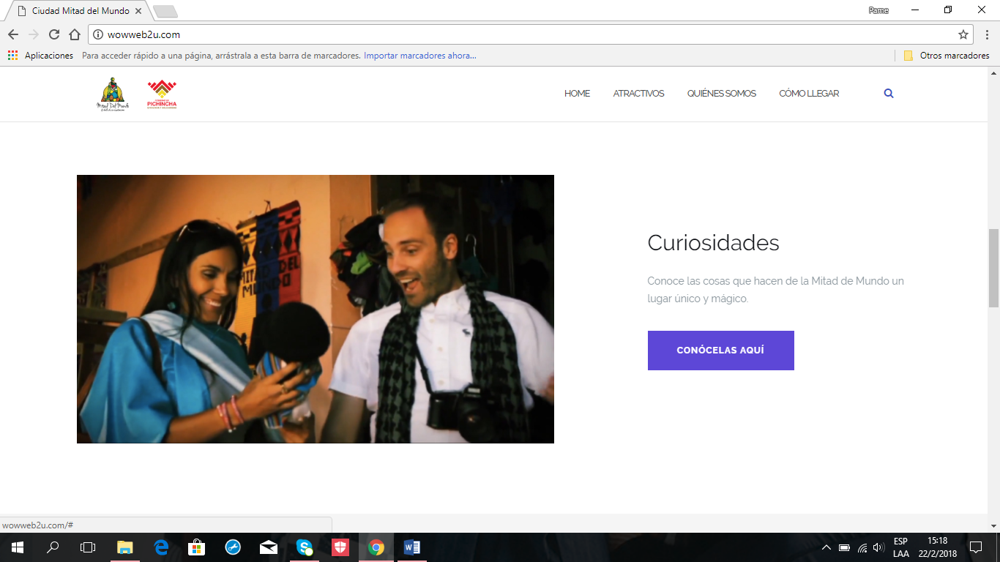 Ciudad Mitad del Mundo
Pame
wowweb2u.com
Aplicaciones
Para acceder rápido a una página, arrástrala a esta barra de marcadores. Importar marcadores ahora...
Otros marcadores
Mitad Del Mundo
PICHINCHA
HOME
ATRACTIVOS
QUIÉNES SOMOS
CÓMO LLEGAR
MITAD DEL
MUNDO
Curiosidades
Conoce las cosas que hacen de la Mitad de Mundo un
lugar único y mágico.
CONÓCELAS AQUÍ
wowweb2u.com/#
ESP
LAA
15:18
22/2/2018